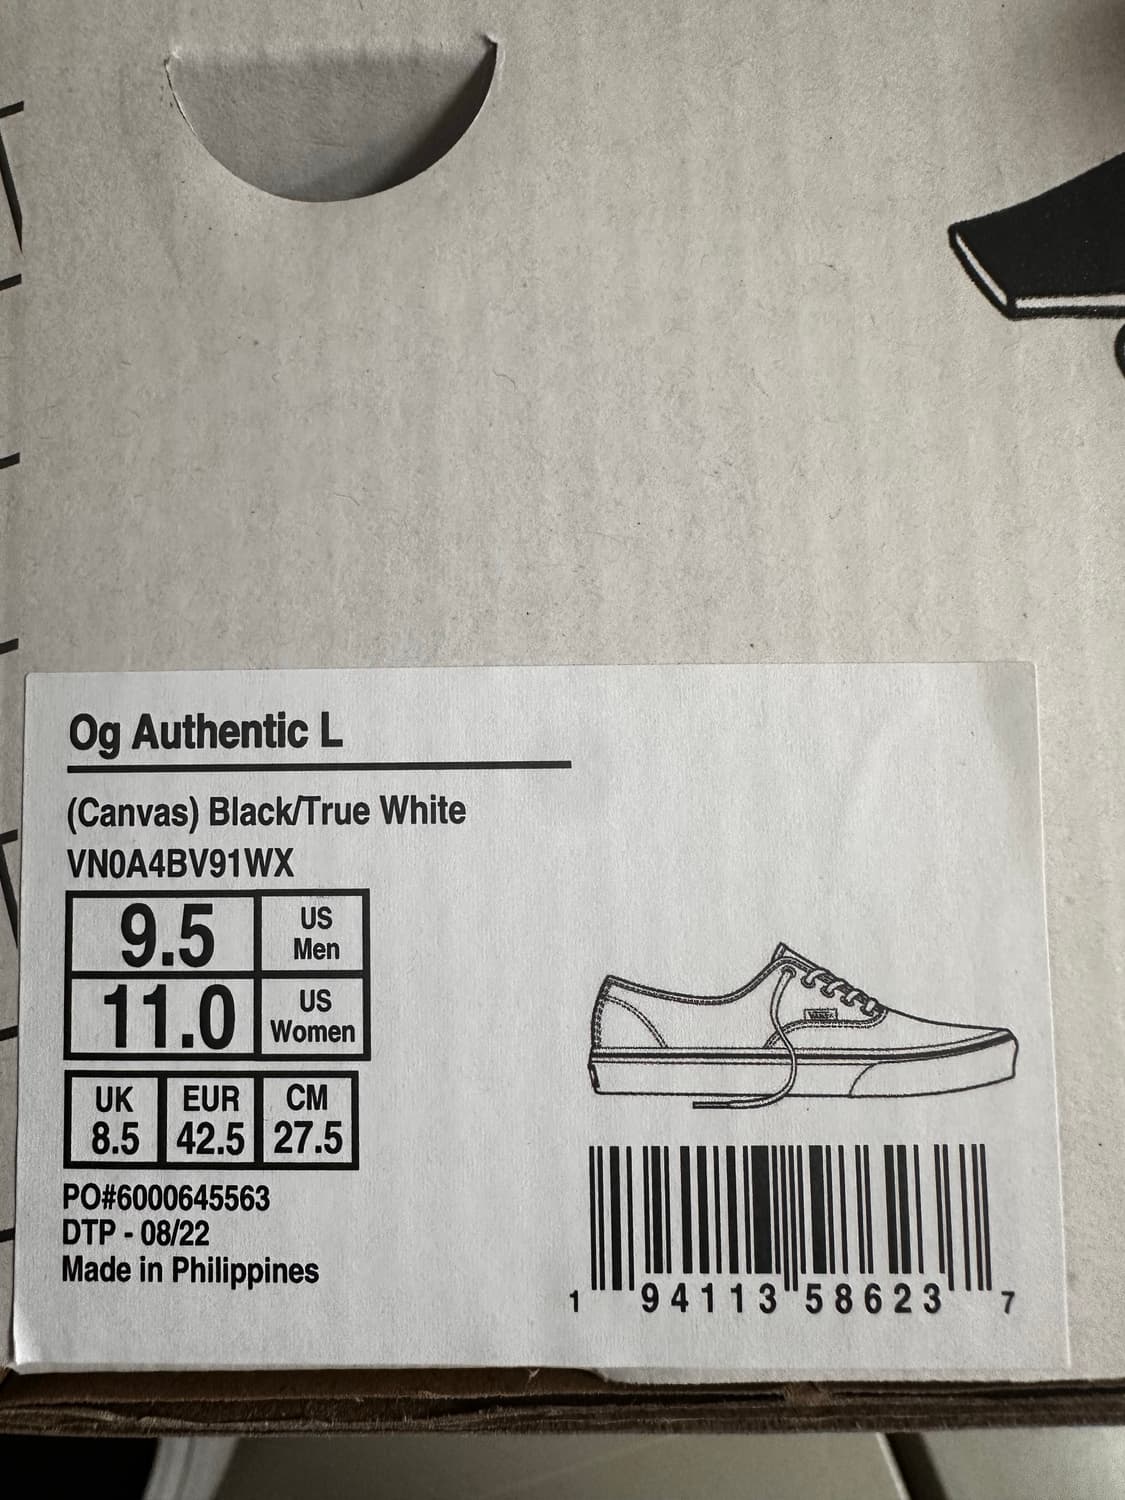 Og Authentic L
(Canvas) Black/True White
VN0A4BV91WX
9.5 US Men
11.0 US Women
UK EUR CM
8.5 42.5 27.5
PO#6000645563
DTP - 08/22
Made in Philippines
VANS
1 94113 58623 7